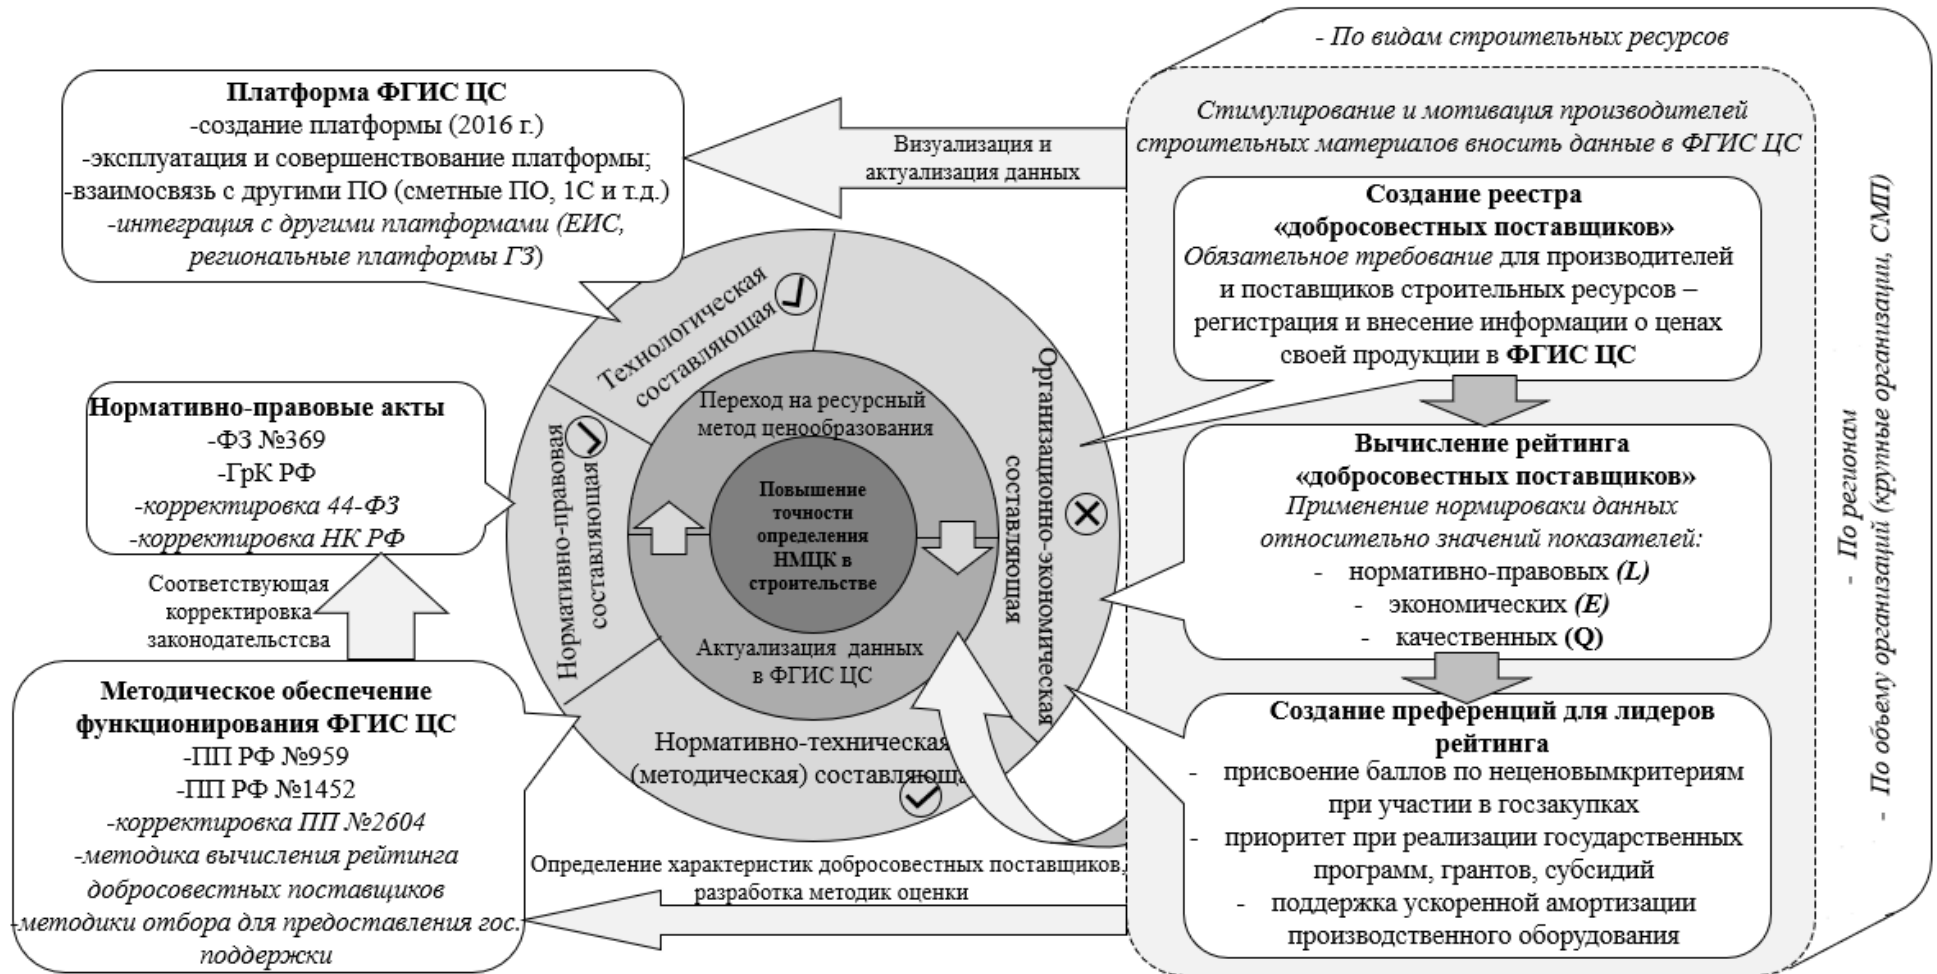 - По видам строительных ресурсов
Платформа ФГИС ЦС
-создание платформы (2016 г.)
-эксплуатация и совершенствование платформы;
-взаимосвязь с другими ПО (сметные ПО, 1С и т.д.)
-интеграция с другими платформами (ЕИС,
региональные платформы ГЗ)
Визуализация и
актуализация данных
Стимулирование и мотивация производителей
строительных материалов вносить данные в ФГИС ЦС
Создание реестра
«добросовестных поставщиков»
Обязательное требование для производителей
и поставщиков строительных ресурсов –
регистрация и внесение информации о ценах
своей продукции в ФГИС ЦС
Вычисление рейтинга
«добросовестных поставщиков»
Применение нормироваки данных
относительно значений показателей:
- нормативно-правовых (L)
- экономических (E)
- качественных (Q)
Создание преференций для лидеров
рейтинга
- присвоение баллов по неценовымкритериям
при участии в госзакупках
- приоритет при реализации государственных
программ, грантов, субсидий
- поддержка ускоренной амортизации
производственного оборудования
- По регионам
- По объему организаций (крупные организации, СМП)
Технологическая
составляющая
Организационно-экономическая
составляющая
Нормативно-правовая
составляющая
Нормативно-техническая
(методическая) составляюща
Переход на ресурсный
метод ценообразования
Повышение
точности
определения
НМЦК в
строительстве
Актуализация данных
в ФГИС ЦС
Нормативно-правовые акты
-ФЗ №369
-ГрК РФ
-корректировка 44-ФЗ
-корректировка НК РФ
Соответствующая
корректировка
законодательстсва
Методическое обеспечение
функционирования ФГИС ЦС
-ПП РФ №959
-ПП РФ №1452
-корректировка ПП №2604
-методика вычисления рейтинга
добросовестных поставщиков
-методики отбора для предоставления гос.
поддержки
Определение характеристик добросовестных поставщиков,
разработка методик оценки